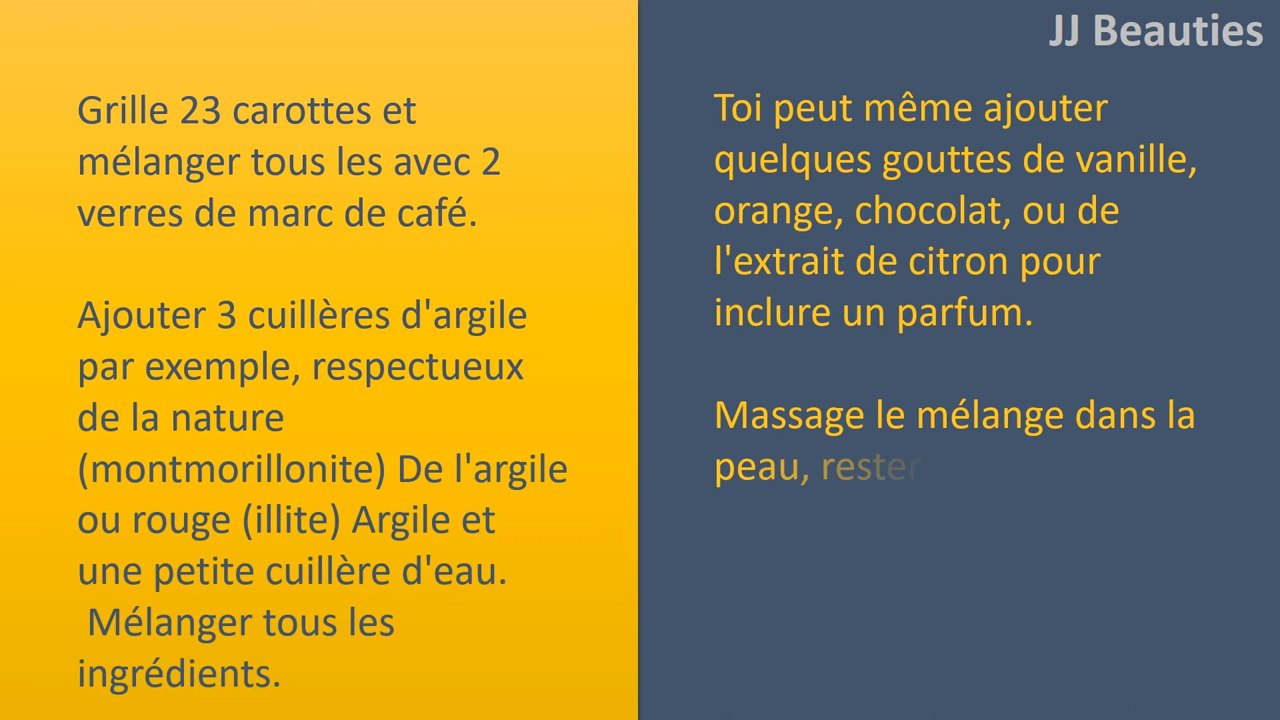 JJ Beauties
Grille 23 carottes et
mélanger tous les avec 2
verres de marc de café.
Ajouter 3 cuillères d'argile
par exemple, respectueux
de la nature
(montmorillonite) De l'argile
ou rouge (illite) Argile et
une petite cuillère d'eau.
Mélanger tous les
ingrédients.
Toi peut même ajouter
quelques gouttes de vanille,
orange, chocolat, ou de
l'extrait de citron pour
inclure un parfum.
Massage le mélange dans la
peau, rester